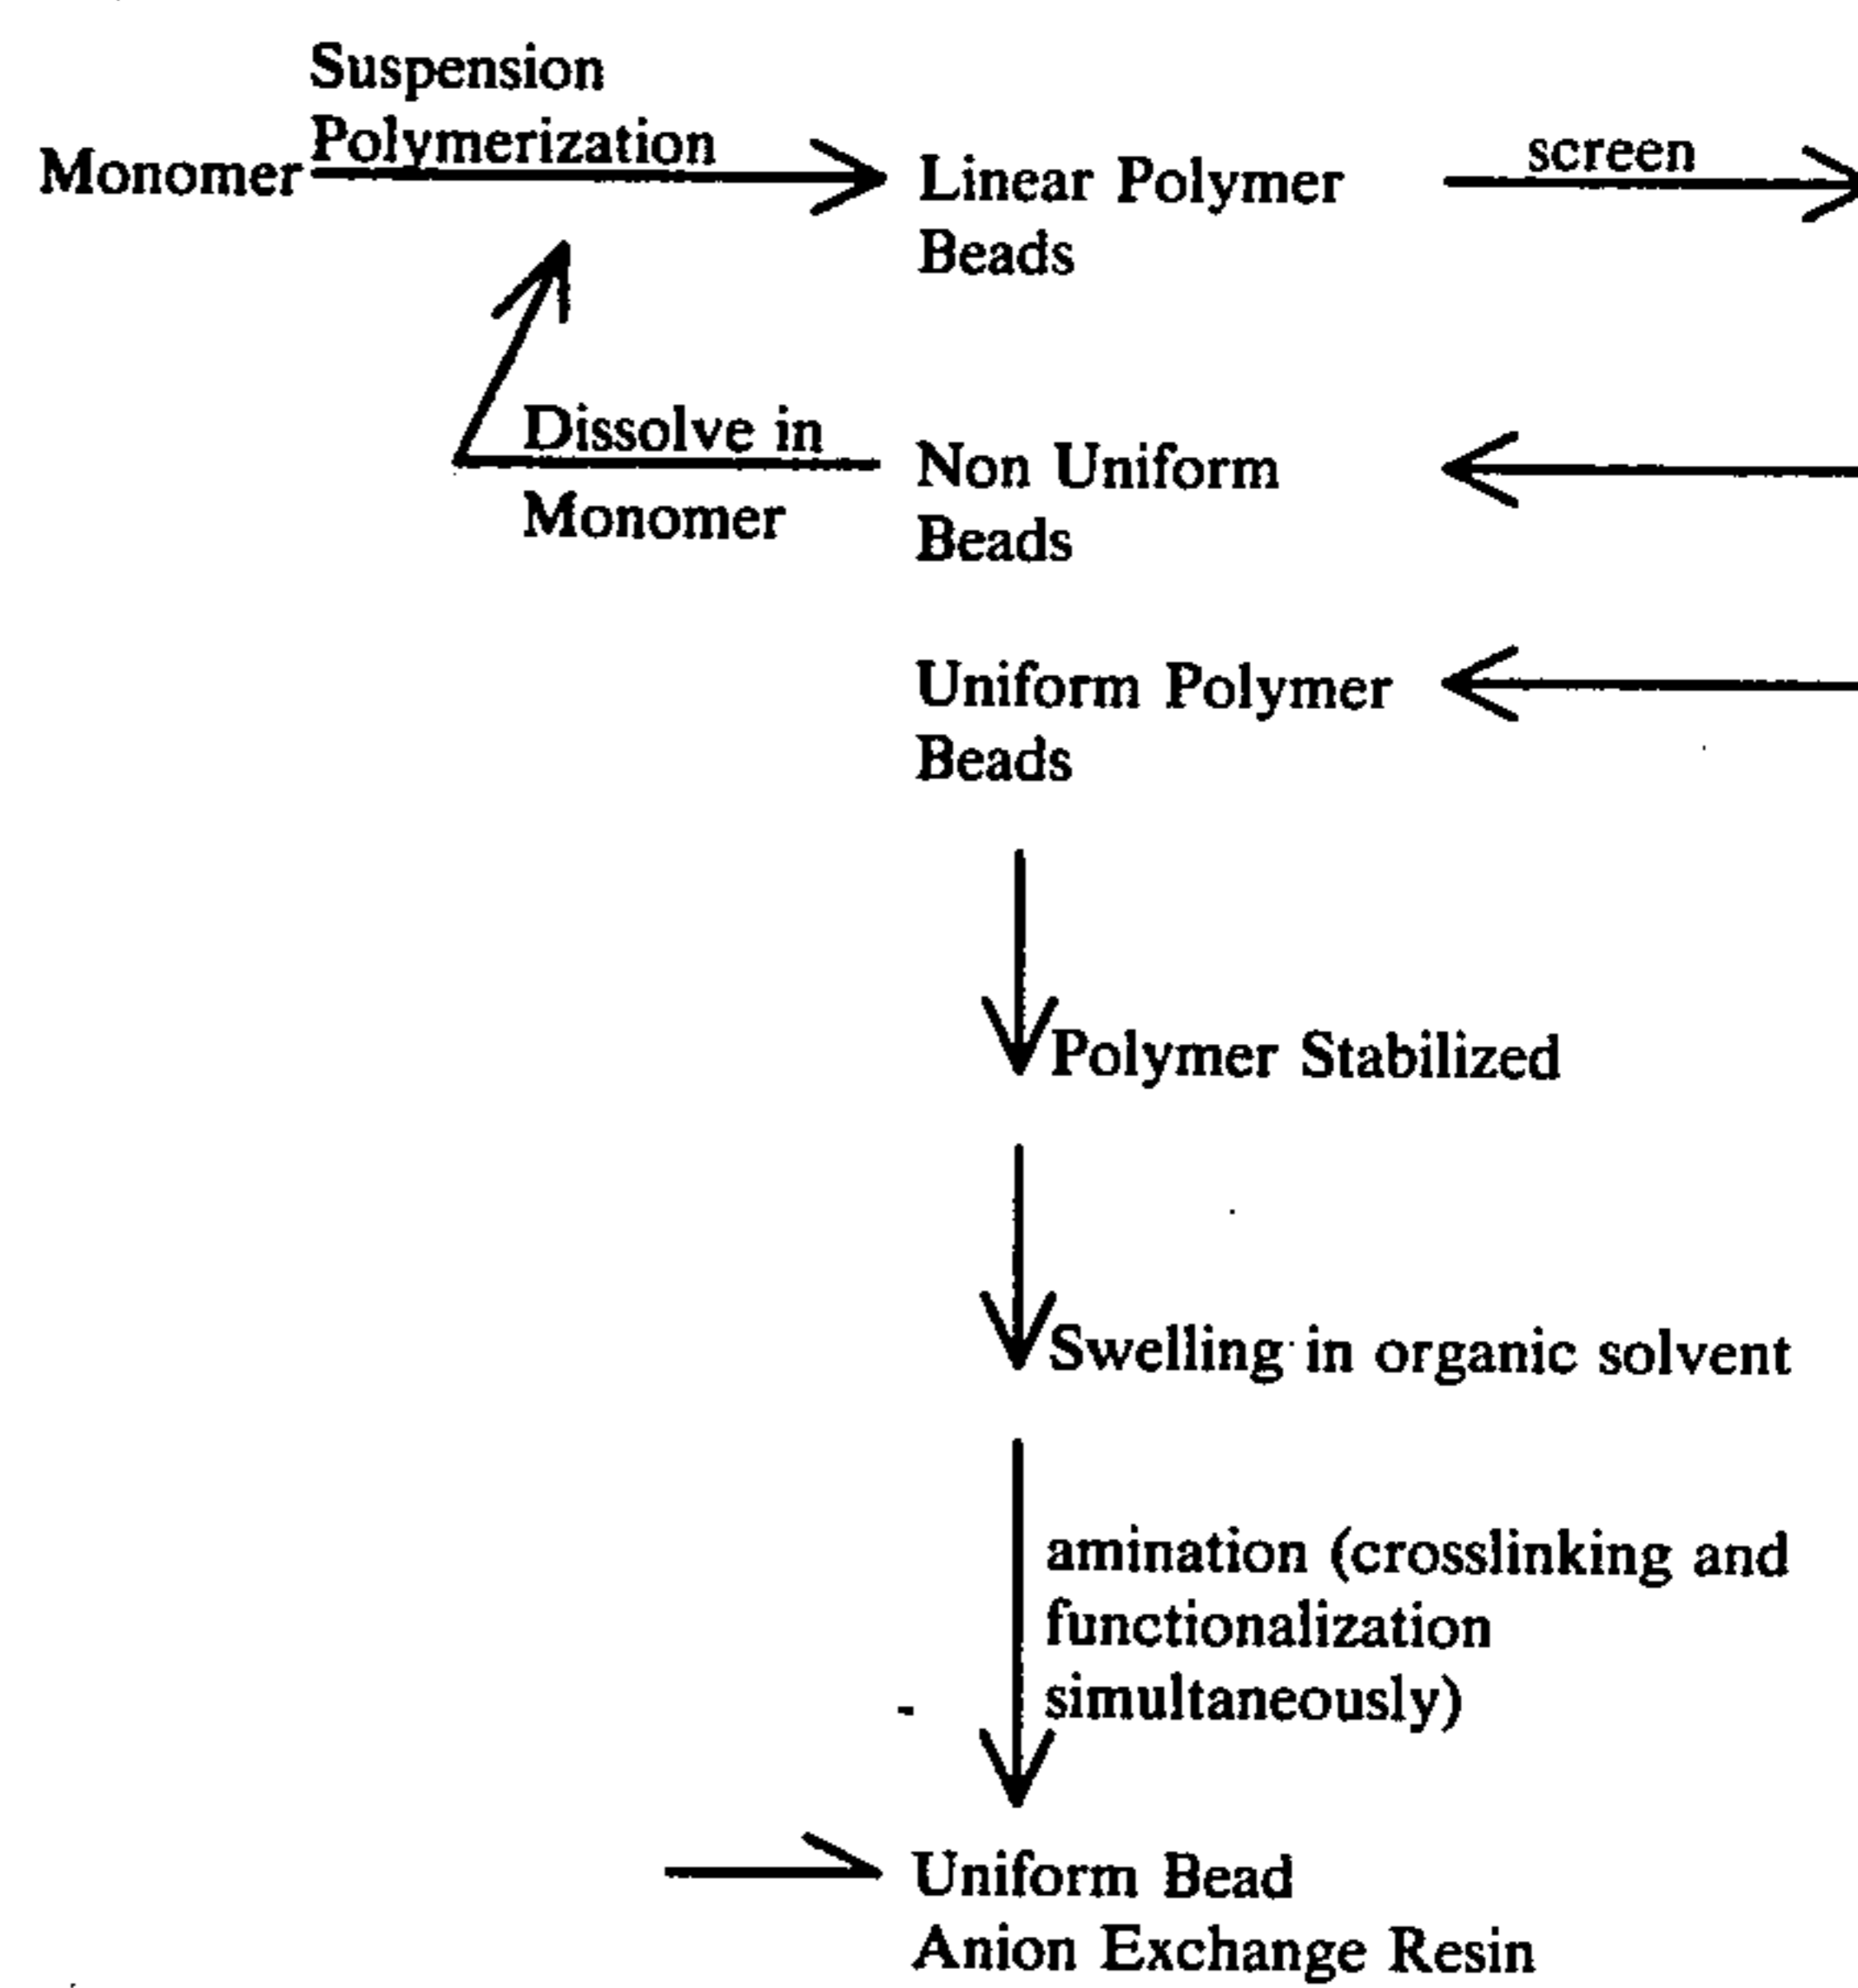 Suspension
Polymerization
Monomer
Linear Polymer
Beads
screen
Dissolve in
Monomer
Non Uniform
Beads
Uniform Polymer
Beads
Polymer Stabilized
Swelling in organic solvent
amination (crosslinking and
functionalization
simultaneously)
Uniform Bead
Anion Exchange Resin